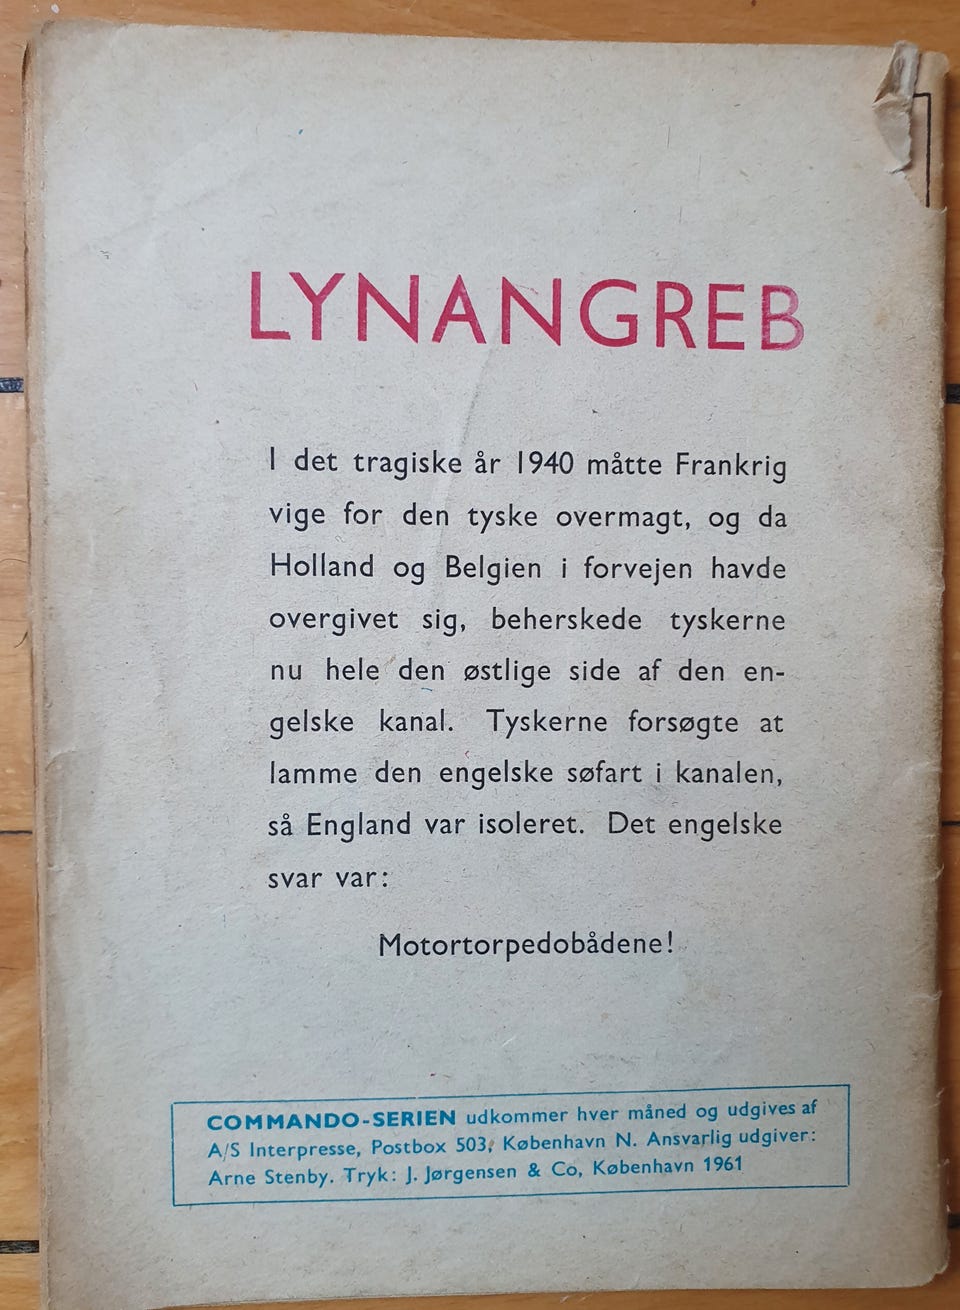 LYNANGREB
I det tragiske år 1940 måtte Frankrig
vige for den tyske overmagt, og da
Holland og Belgien i forvejen havde
overgivet sig, beherskede tyskerne
nu hele den østlige side af den en-
gelske kanal. Tyskerne forsøgte at
lamme den engelske søfart i kanalen,
så England var isoleret. Det engelske
svar var:
Motortorpedobådene!
COMMANDO-SERIEN udkommer hver måned og udgives af
A/S Interpresse, Postbox 503, København N. Ansvarlig udgiver:
Arne Stenby. Tryk: J. Jørgensen & Co, København 1961